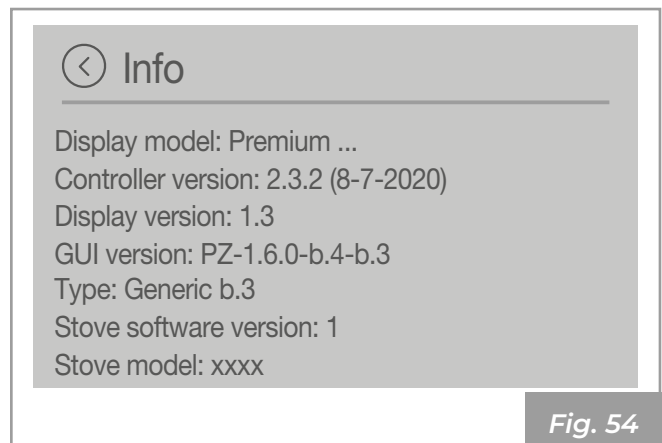 Info
Display model: Premium ...
Controller version: 2.3.2 (8-7-2020)
Display version: 1.3
GUI version: PZ-1.6.0-b.4-b.3
Type: Generic b.3
Stove software version: 1
Stove model: xxxx
Fig. 54